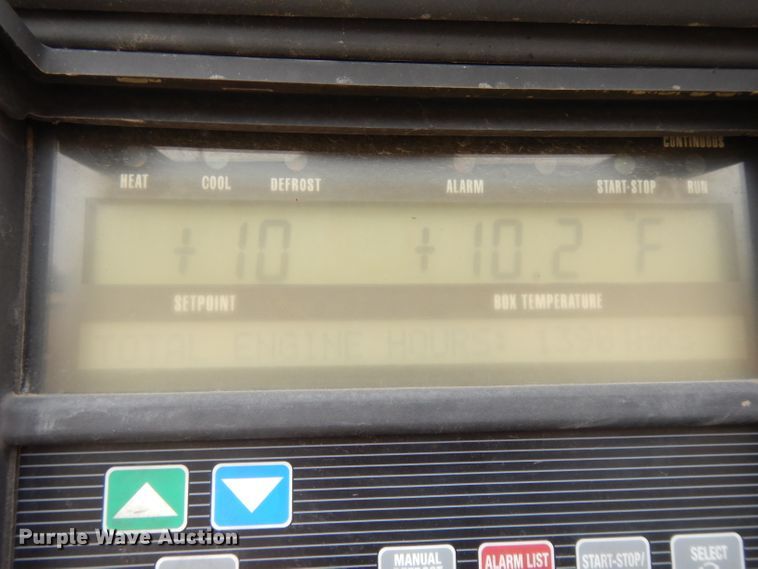 CONTINUOUS
HEAT COOL DEFROST ALARM START-STOP RUN
+10 +10.2 °F
SETPOINT BOX TEMPERATURE
TOTAL ENGINE HOURS:
Purple Wave Auction
MANUAL
ALARM LIST
START-STOP/
SELECT